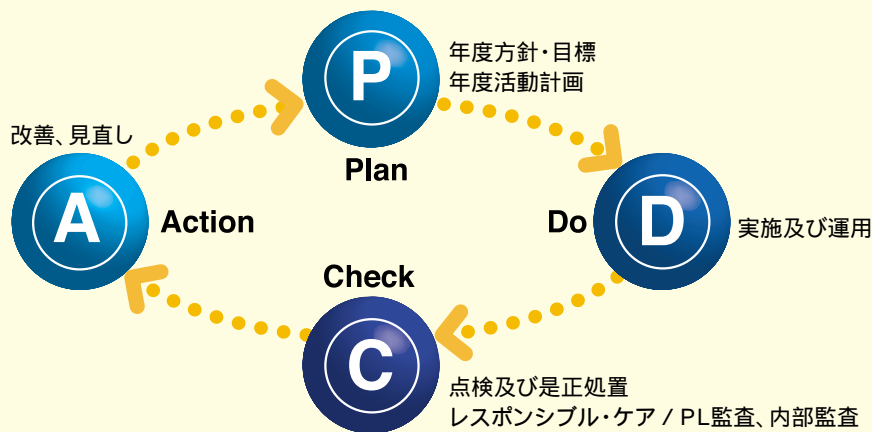 P
年度方針・目標
年度活動計画
Plan
改善、見直し
A
Action
Do
D
実施及び運用
Check
C
点検及び是正処置
レスポンシブル・ケア / PL監査、内部監査